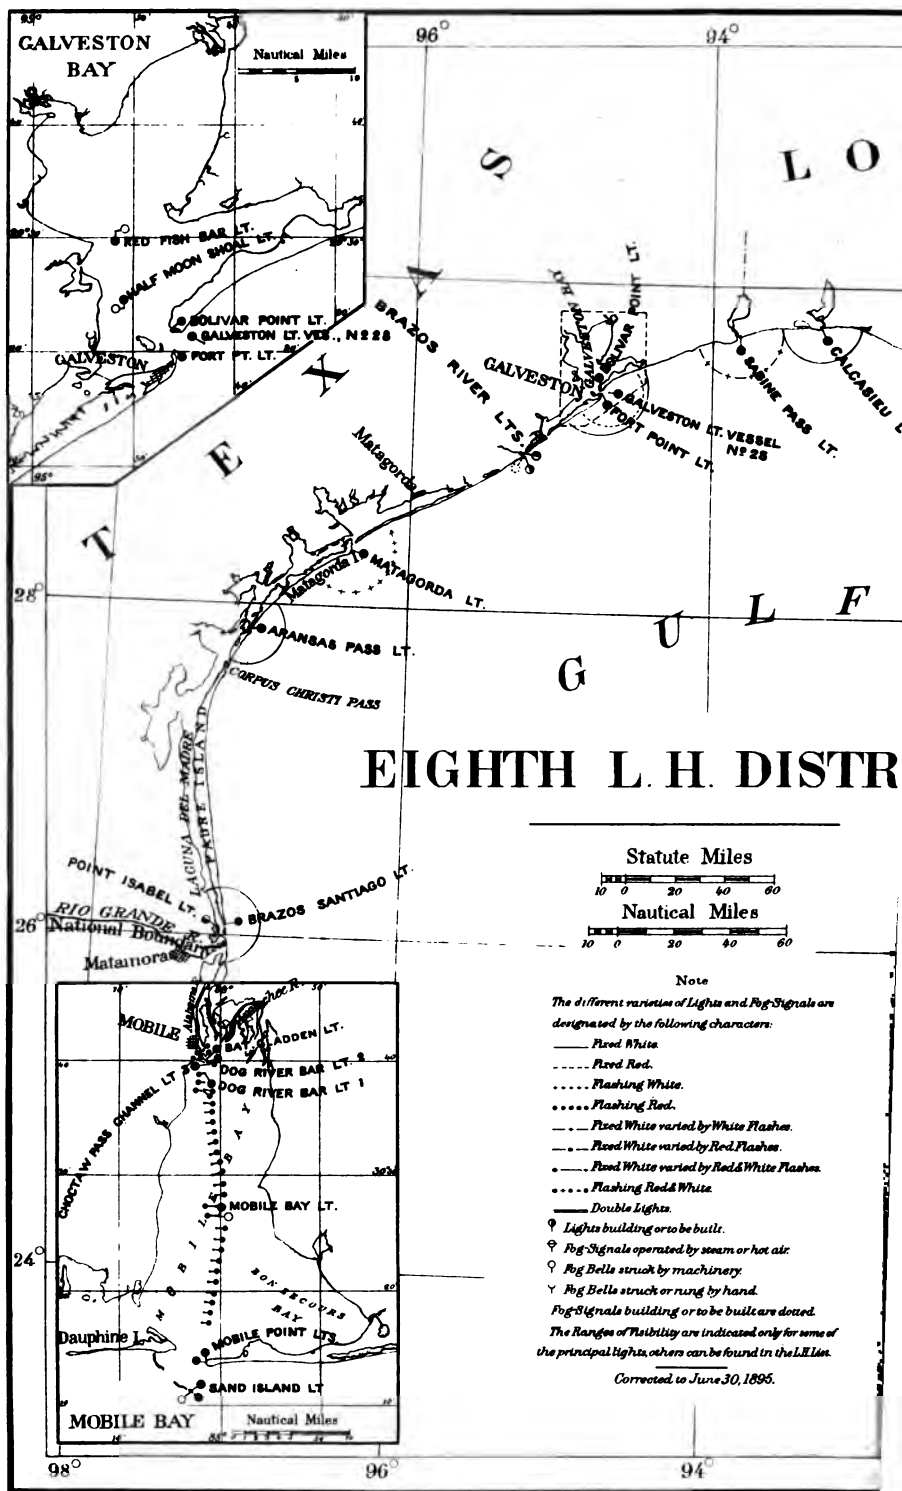 GALVESTON
BAY
Nautical Miles
5 10
95°
RED FISH BAR LT.
HALF MOON SHOAL LT.
BOLIVAR POINT LT.
GALVESTON LT. VES., Nº 28
FORT PT. LT.
GALVESTON
95°
96° 94°
T E X A S
L O
BRAZOS RIVER LTS.
GALVESTON
GALVESTON BAY
BOLIVAR POINT LT.
GALVESTON LT. VESSEL
Nº 28
FORT POINT LT.
SABINE PASS LT.
CALCASIEU L
Matagorda
Matagorda I.
MATAGORDA LT.
28°
ARANSAS PASS LT.
CORPUS CHRISTI PASS
G U L F
LAGUNA DEL MADRE
PADRE ISLAND
EIGHTH L. H. DISTR
Statute Miles
10 0 20 40 60
Nautical Miles
10 0 20 40 60
POINT ISABEL LT.
BRAZOS SANTIAGO LT.
26°
RIO GRANDE R.
National Boundary
Matamoras
Note
The different varieties of Lights and Fog-Signals are
designated by the following characters:
Fixed White.
Fixed Red.
Flashing White.
Flashing Red.
Fixed White varied by White Flashes.
Fixed White varied by Red Flashes.
Fixed White varied by Red & White Flashes.
Flashing Red & White.
Double Lights.
Lights building or to be built.
Fog-Signals operated by steam or hot air.
Fog Bells struck by machinery.
Fog Bells struck or rung by hand.
Fog-Signals building or to be built are dotted.
The Ranges of Visibility are indicated only for some of
the principal lights, others can be found in the L.H. List.
Corrected to June 30, 1895.
MOBILE
Alabama R.
BAT. GLADDEN LT.
DOG RIVER BAR LT. 2
DOG RIVER BAR LT 1
CHOCTAW PASS CHANNEL LT
MOBILE BAY
MOBILE BAY LT.
24°
BON SECOURS
BAY
Dauphine I.
MOBILE POINT LTS.
SAND ISLAND LT
MOBILE BAY
Nautical Miles
98° 96° 94°